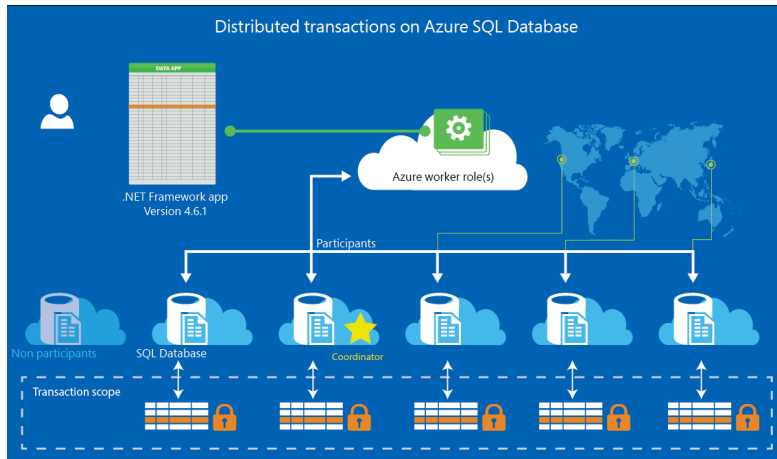 Distributed transactions on Azure SQL Database
DATA APP
.NET Framework app
Version 4.6.1
Azure worker role(s)
Participants
Non participants
SQL Database
Coordinator
Transaction scope